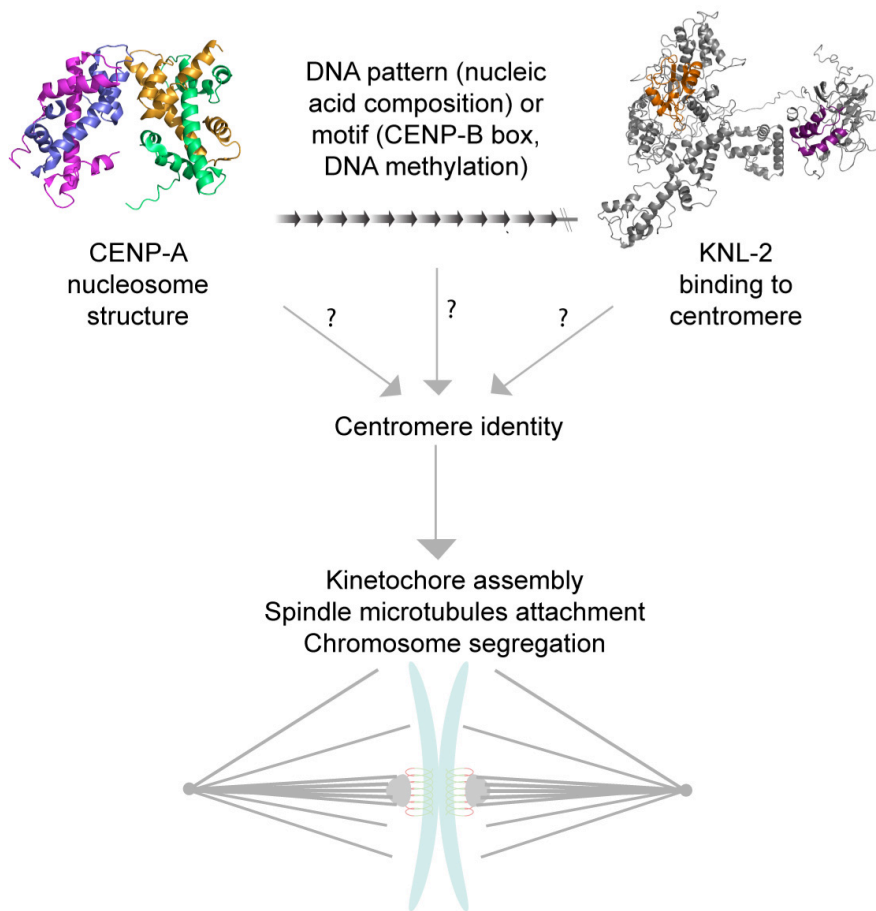 DNA pattern (nucleic
acid composition) or
motif (CENP-B box,
DNA methylation)
CENP-A
nucleosome
structure
KNL-2
binding to
centromere
?
?
?
Centromere identity
Kinetochore assembly
Spindle microtubules attachment
Chromosome segregation